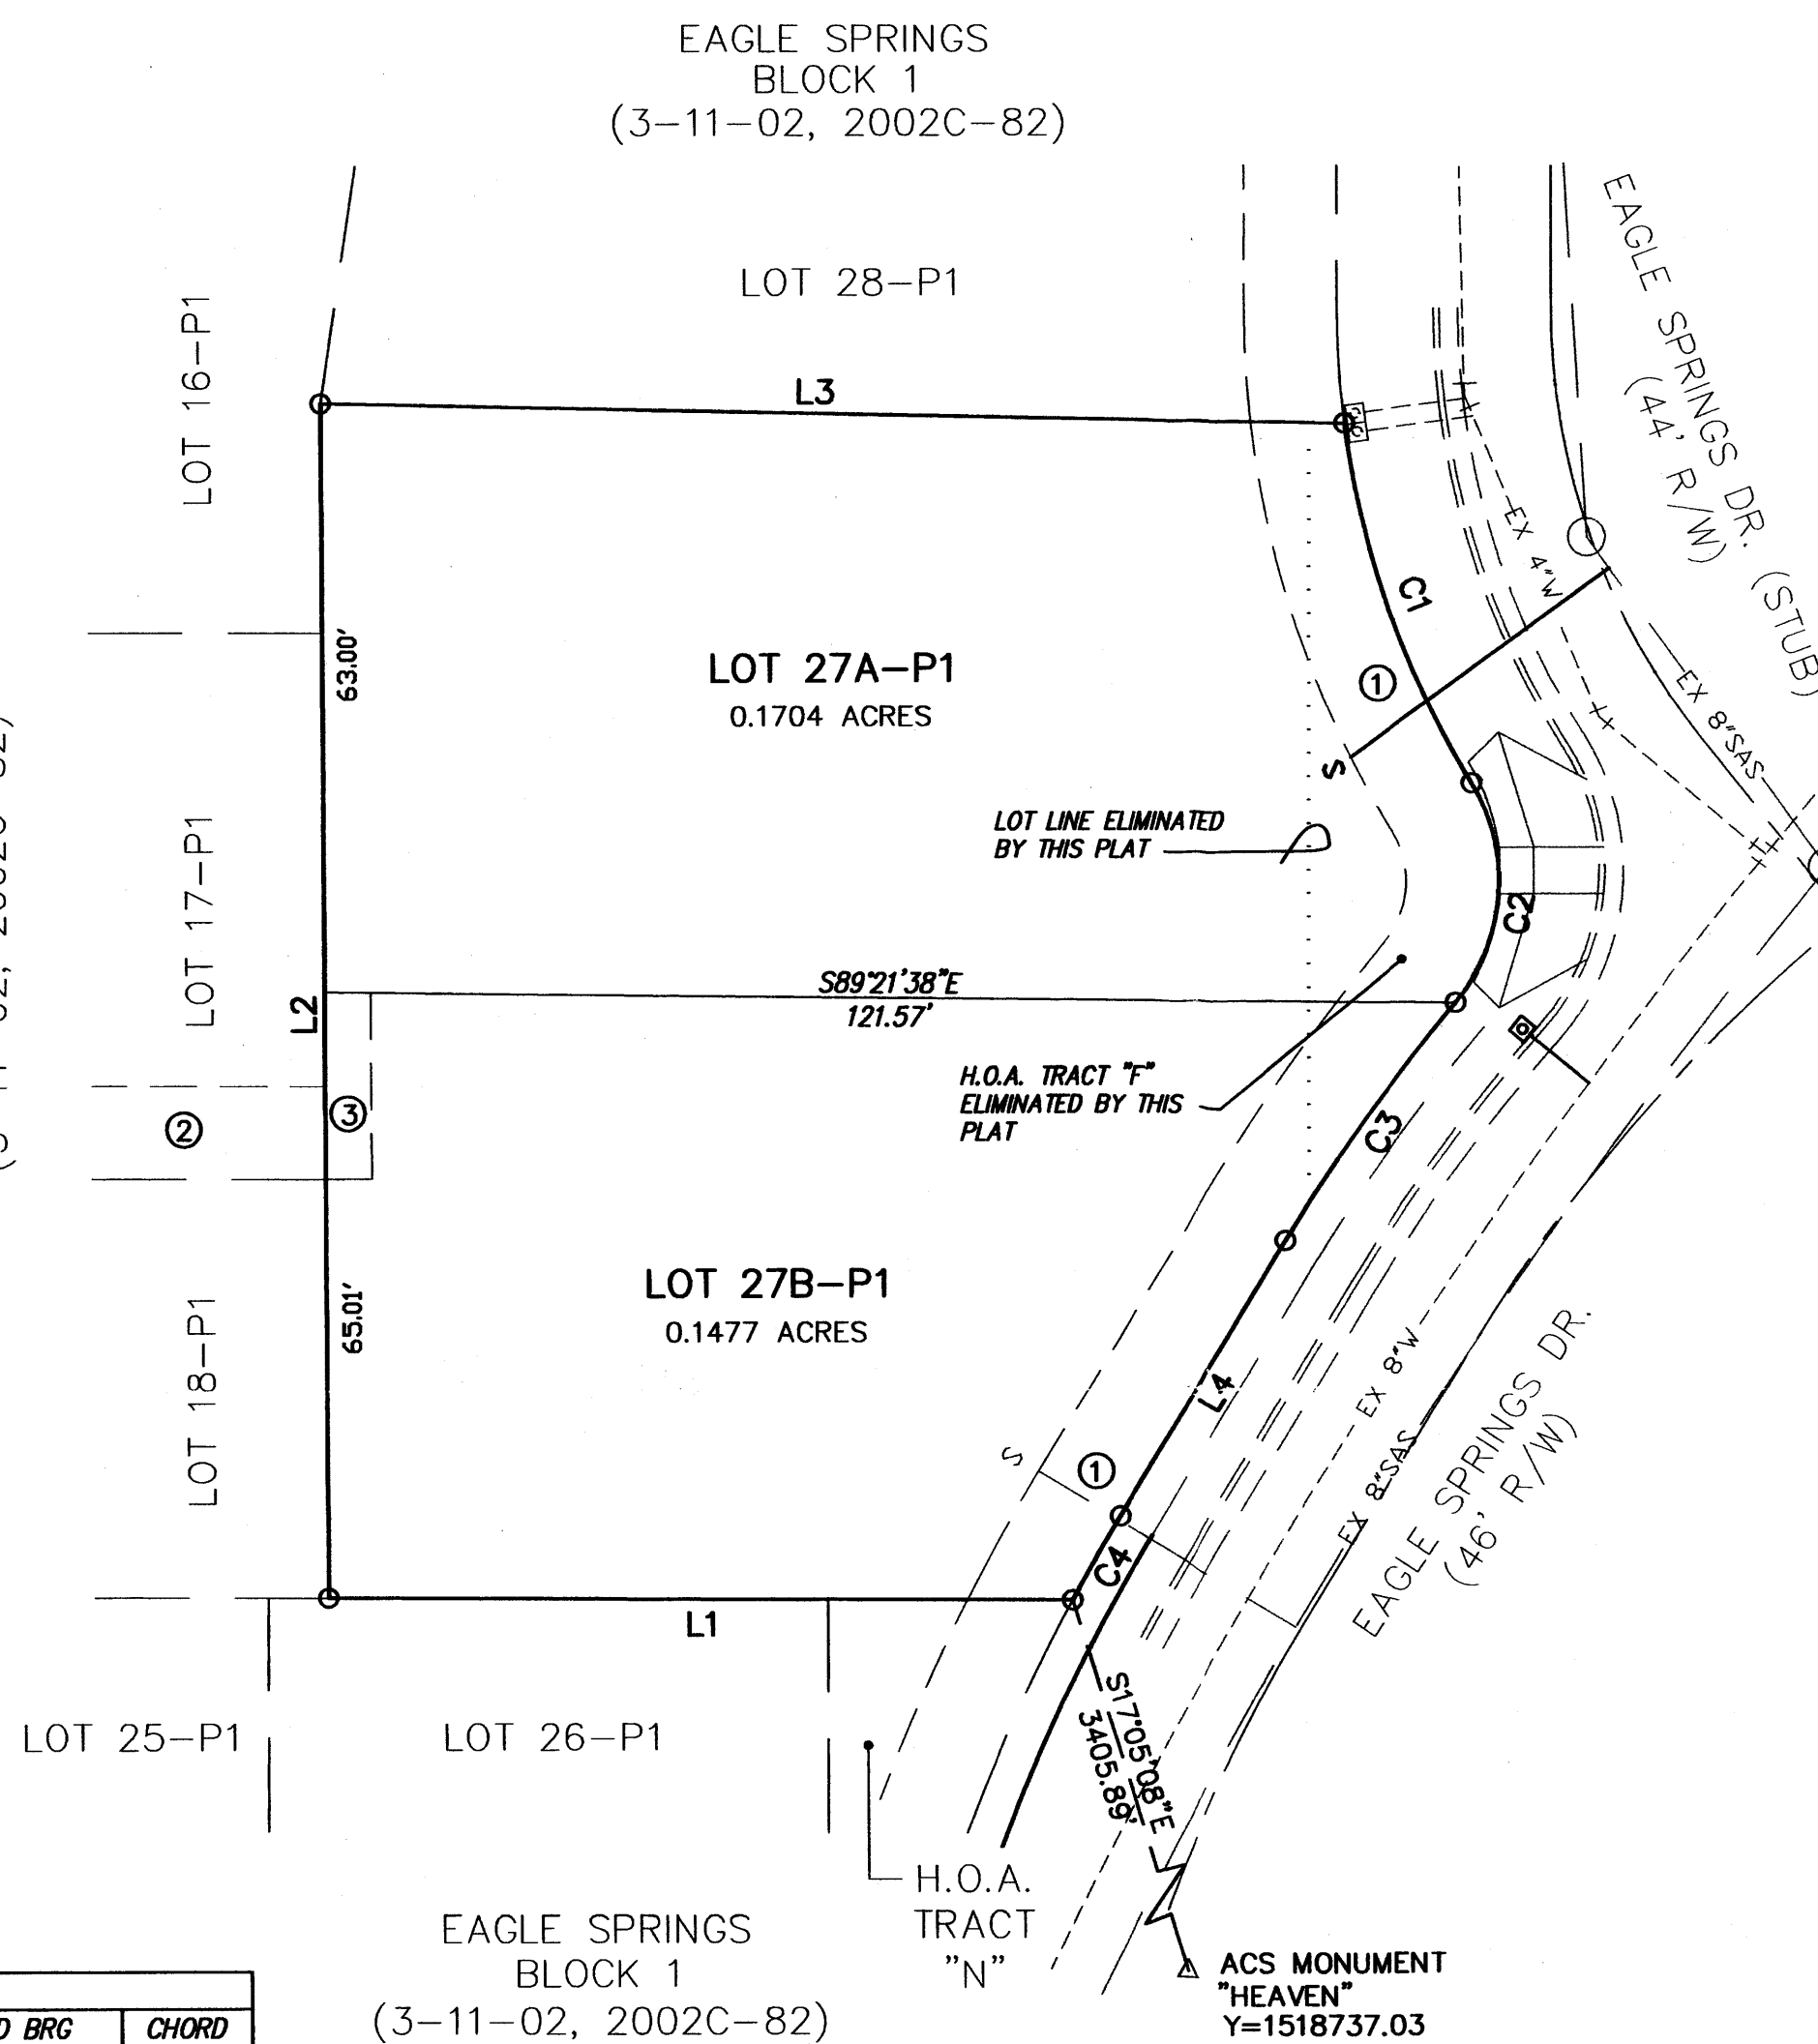 EAGLE SPRINGS
BLOCK 1
(3-11-02, 2002C-82)
LOT 28-P1
LOT 16-P1
L3
EAGLE SPRINGS DR. (STUB)
(44' R/W)
EX 4"W
C1
63.00'
LOT 27A-P1
0.1704 ACRES
1
S
EX 8"SAS
LOT LINE ELIMINATED
BY THIS PLAT
LOT 17-P1
C2
L2
S89°21'38"E
121.57'
H.O.A. TRACT "F"
ELIMINATED BY THIS
PLAT
2
3
C3
LOT 27B-P1
0.1477 ACRES
65.01'
LOT 18-P1
L4
EX 8"W
EX 8"SAS
EAGLE SPRINGS DR.
(46' R/W)
S
1
C4
L1
LOT 25-P1
LOT 26-P1
S17°05'08"E
3405.89'
H.O.A.
TRACT
"N"
EAGLE SPRINGS
BLOCK 1
(3-11-02, 2002C-82)
ACS MONUMENT
"HEAVEN"
Y=1518737.03
D BRG
CHORD